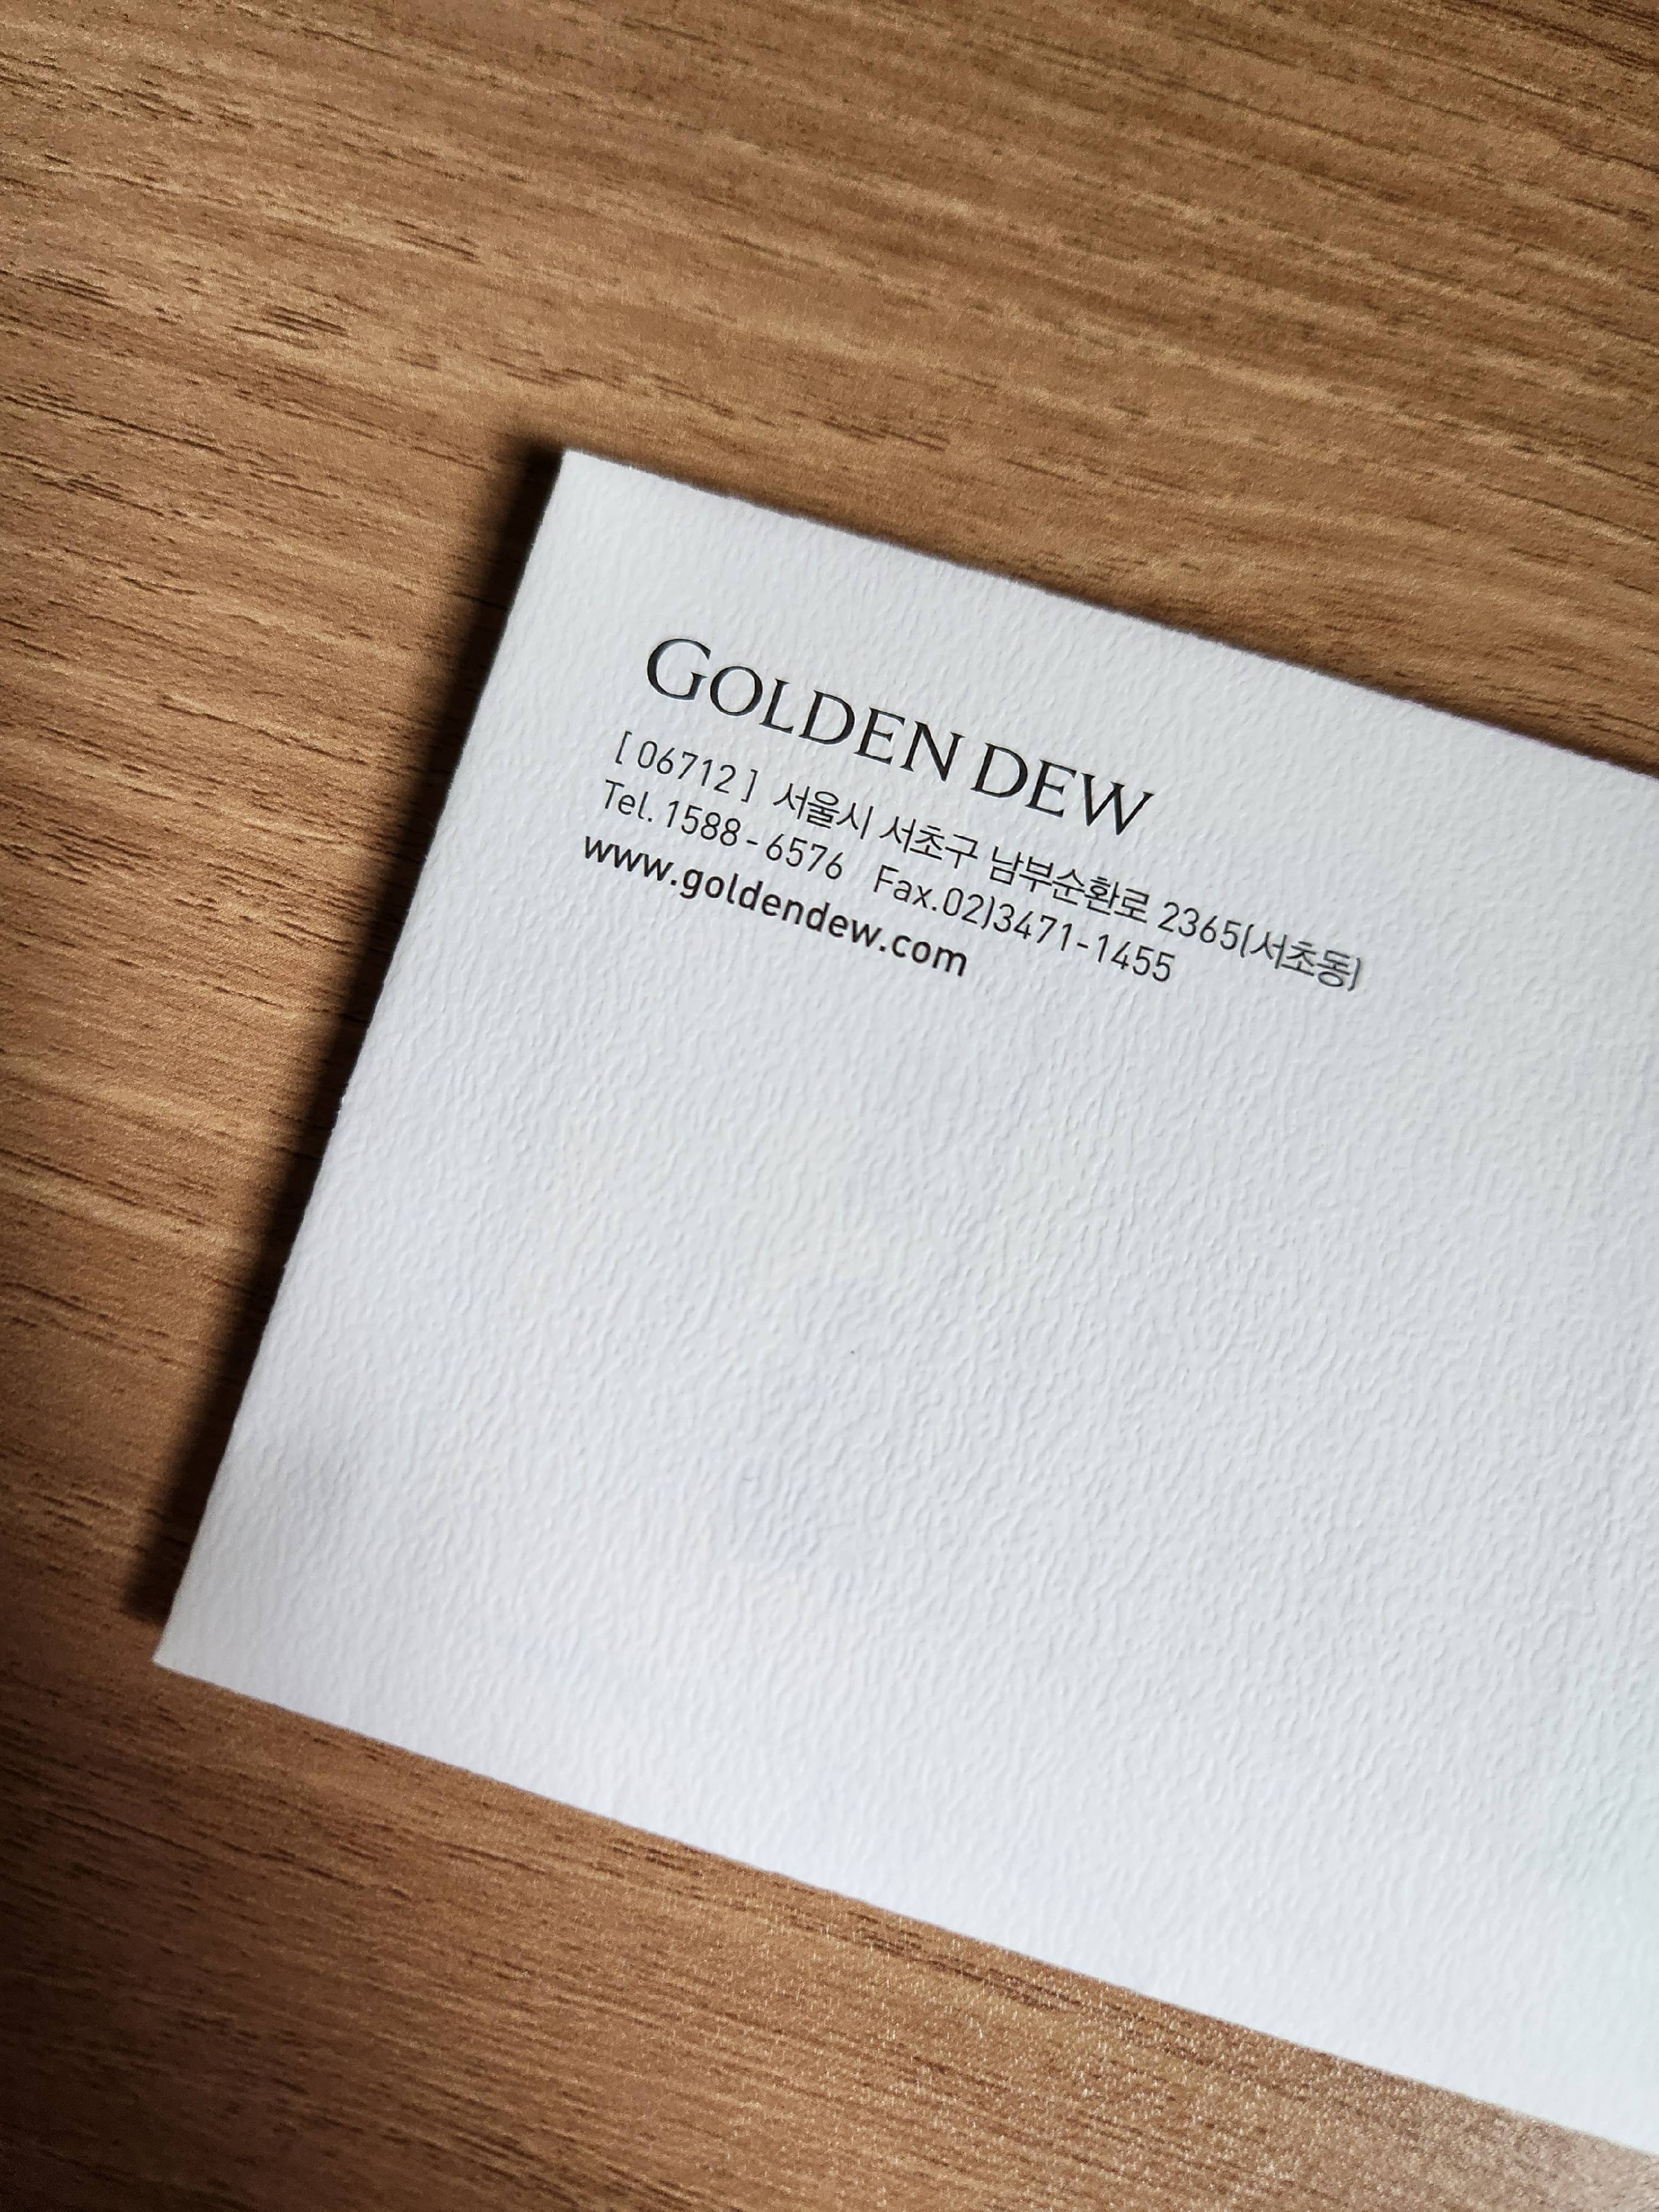 GOLDEN DEW
[ 06712 ] 서울시 서초구 남부순환로 2365(서초동)
Tel. 1588-6576 Fax.02)3471-1455
www.goldendew.com